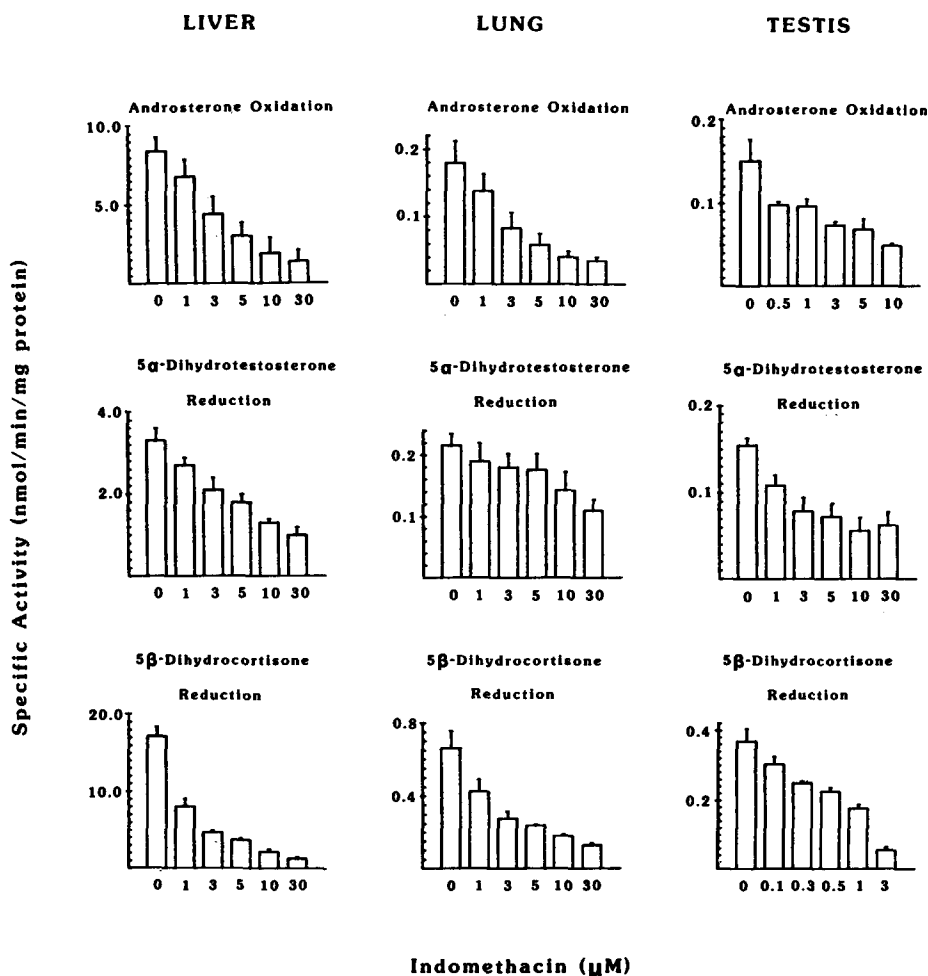 LIVER LUNG TESTIS
Androsterone Oxidation Androsterone Oxidation Androsterone Oxidation
10.0
5.0
0 1 3 5 10 30
0.2
0.1
0 1 3 5 10 30
0.2
0.1
0 0.5 1 3 5 10
5α-Dihydrotestosterone 5α-Dihydrotestosterone 5α-Dihydrotestosterone
Reduction Reduction Reduction
4.0
2.0
0 1 3 5 10 30
0.2
0.1
0 1 3 5 10 30
0.2
0.1
0 1 3 5 10 30
5β-Dihydrocortisone 5β-Dihydrocortisone 5β-Dihydrocortisone
Reduction Reduction Reduction
20.0
10.0
0 1 3 5 10 30
0.8
0.4
0 1 3 5 10 30
0.4
0.2
0 0.1 0.3 0.5 1 3
Specific Activity (nmol/min/mg protein)
Indomethacin (μM)